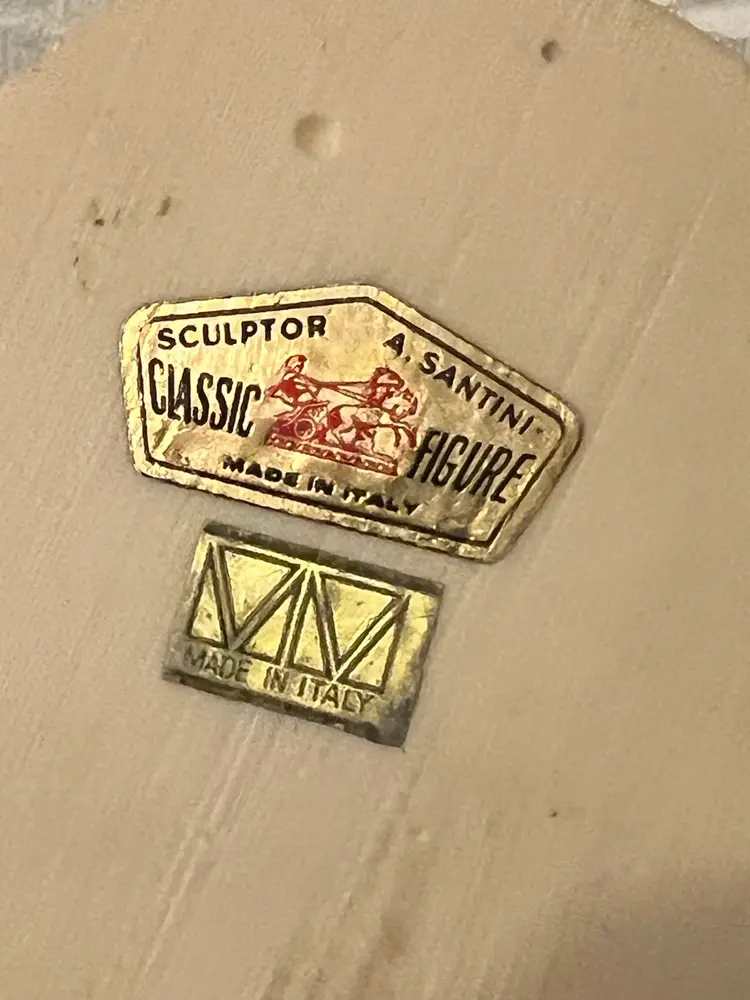 SCULPTOR A. SANTINI
CLASSIC FIGURE
MADE IN ITALY
MADE IN ITALY